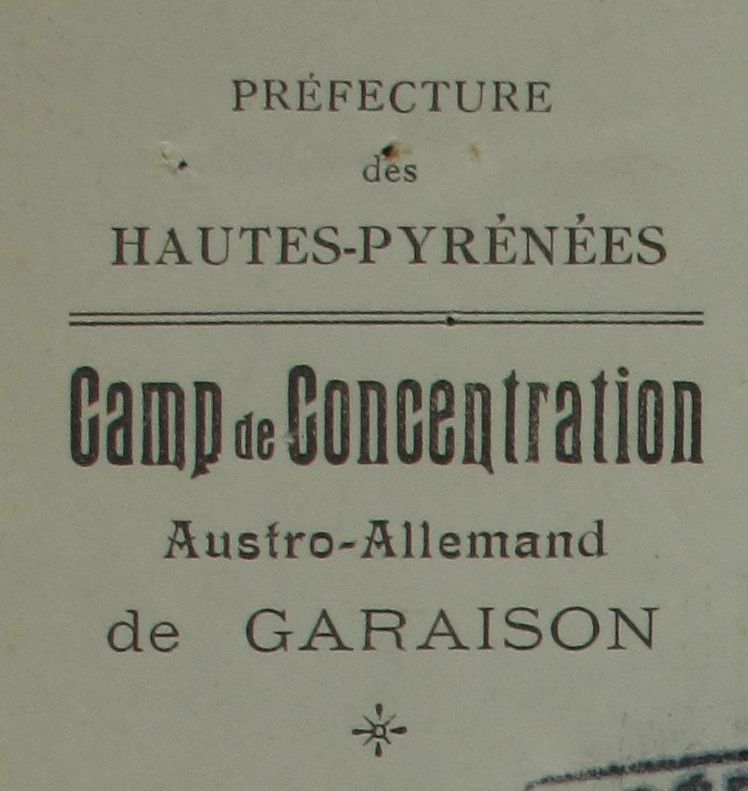 PRÉFECTURE
des
HAUTES-PYRÉNÉES
Camp de Concentration
Austro-Allemand
de GARAISON